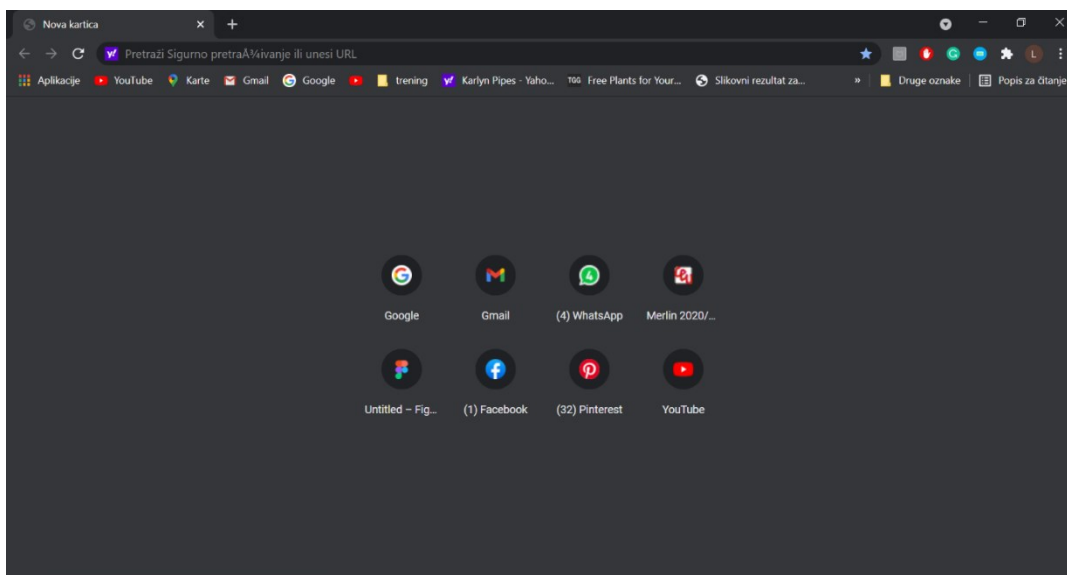 Nova kartica
Pretraži Sigurno pretraÅ¾ivanje ili unesi URL
Aplikacije YouTube Karte Gmail Google trening Karlyn Pipes - Yaho... TGG Free Plants for Your... Slikovni rezultat za... » Druge oznake Popis za čitanje
Google Gmail (4) WhatsApp Merlin 2020/...
Untitled – Fig... (1) Facebook (32) Pinterest YouTube